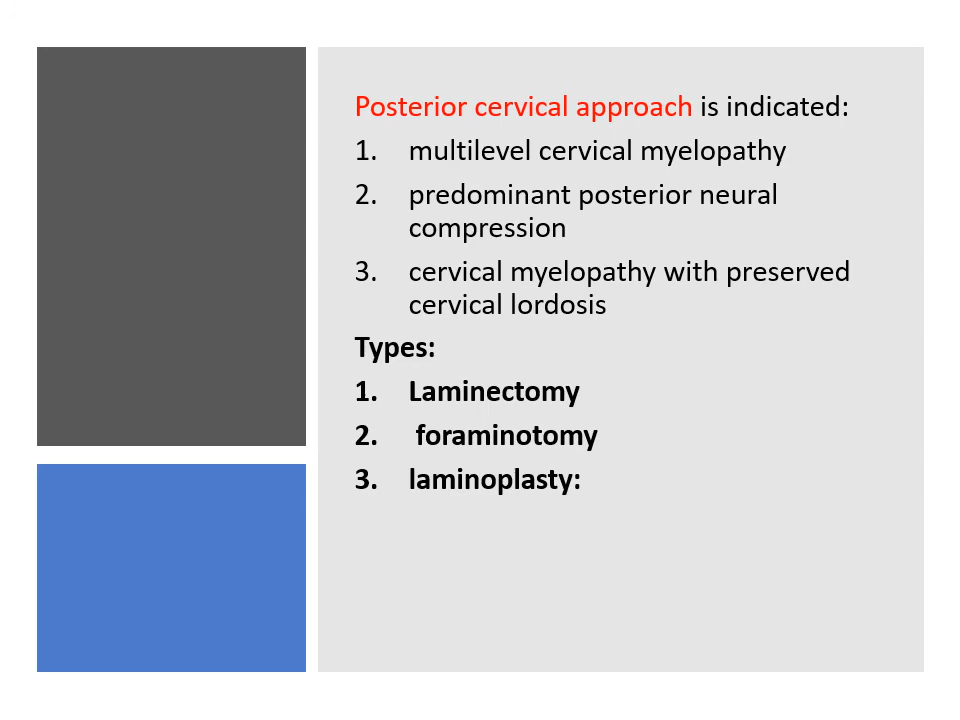 Posterior cervical approach is indicated:
1. multilevel cervical myelopathy
2. predominant posterior neural
compression
3. cervical myelopathy with preserved
cervical lordosis
Types:
1. Laminectomy
2. foraminotomy
3. laminoplasty: